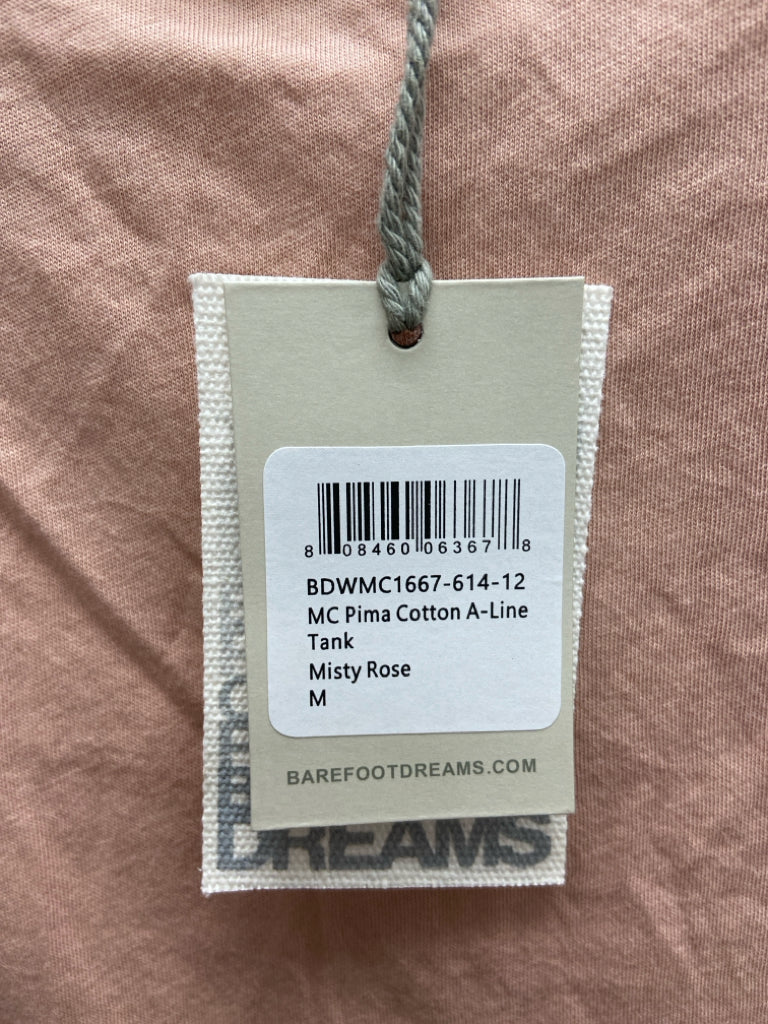 8 08460 06367 8
BDWMC1667-614-12
MC Pima Cotton A-Line
Tank
Misty Rose
M
BAREFOOTDREAMS.COM
DREAMS